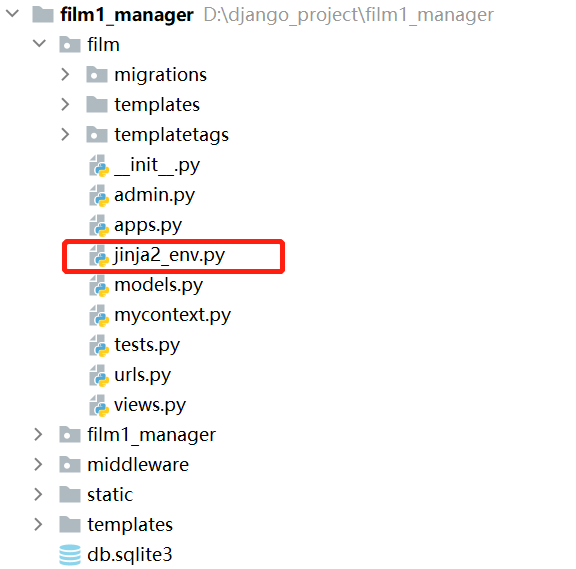 film1_manager D:\django_project\film1_manager
film
migrations
templates
templatetags
__init__.py
admin.py
apps.py
jinja2_env.py
models.py
mycontext.py
tests.py
urls.py
views.py
film1_manager
middleware
static
templates
db.sqlite3